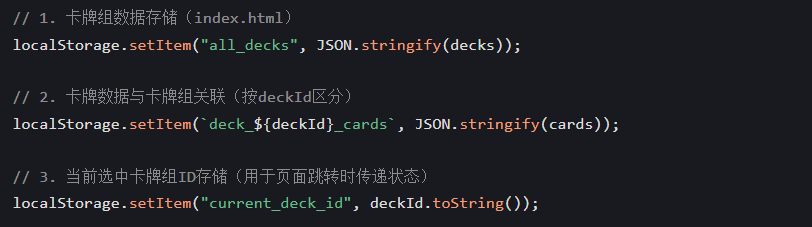 // 1. 卡牌组数据存储（index.html）
localStorage.setItem("all_decks", JSON.stringify(decks));
// 2. 卡牌数据与卡牌组关联（按deckId区分）
localStorage.setItem(`deck_${deckId}_cards`, JSON.stringify(cards));
// 3. 当前选中卡牌组ID存储（用于页面跳转时传递状态）
localStorage.setItem("current_deck_id", deckId.toString());